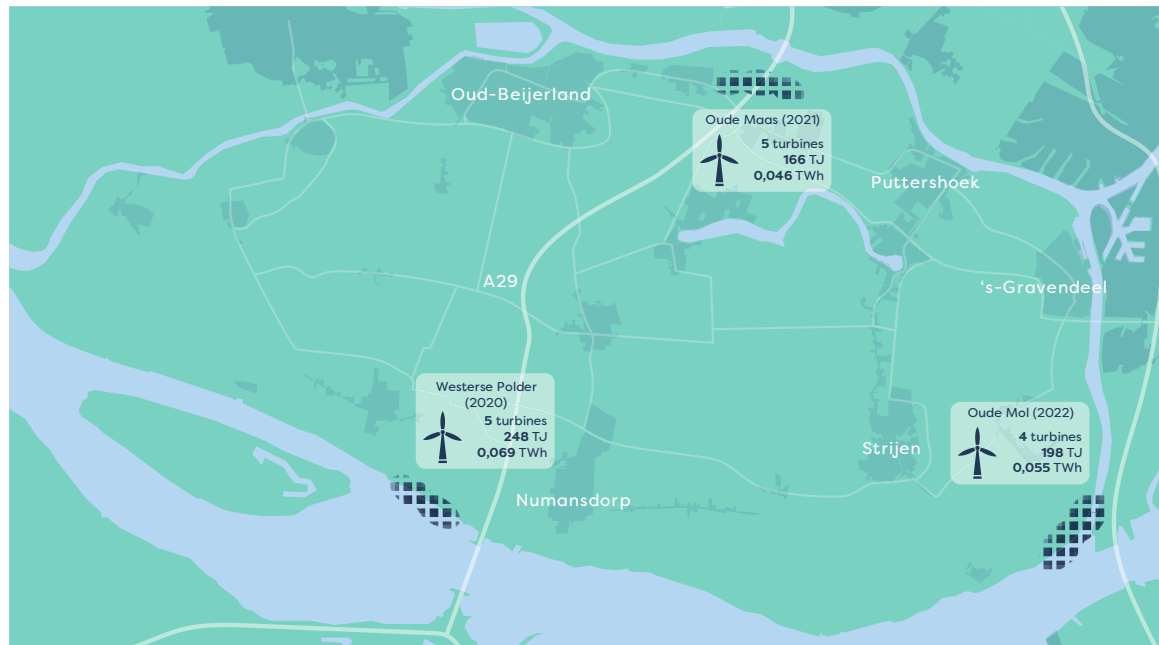 Oud-Beijerland
Oude Maas (2021)
5 turbines
166 TJ
0,046 TWh
Puttershoek
A29
‘s-Gravendeel
Westerse Polder
(2020)
5 turbines
248 TJ
0,069 TWh
Oude Mol (2022)
4 turbines
198 TJ
0,055 TWh
Strijen
Numansdorp